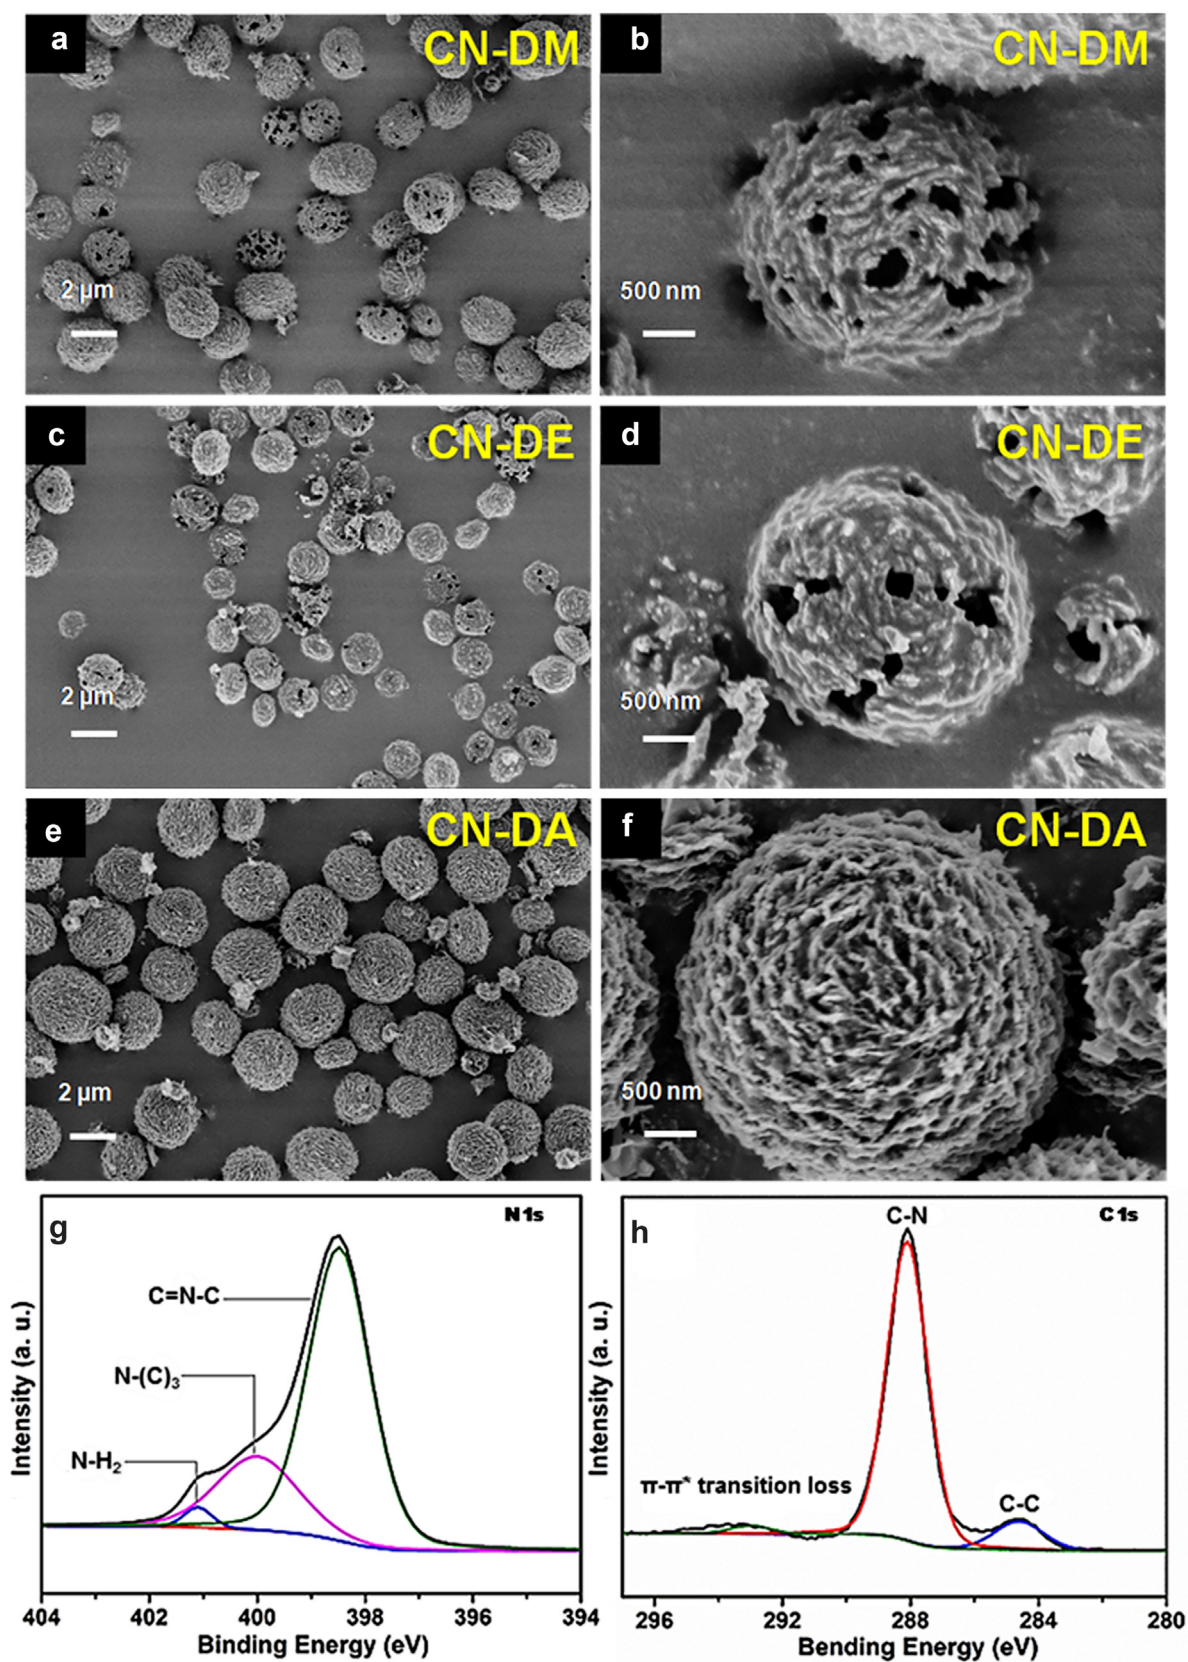 a
CN-DM
2 µm
b
CN-DM
500 nm
c
CN-DE
2 µm
d
CN-DE
500 nm
e
CN-DA
2 µm
f
CN-DA
500 nm
g
N1s
C=N-C
N-(C)₃
N-H₂
Intensity (a. u.)
404 402 400 398 396 394
Binding Energy (eV)
h
C-N
C1s
π-π* transition loss
C-C
Intensity (a. u.)
296 292 288 284 280
Bending Energy (eV)